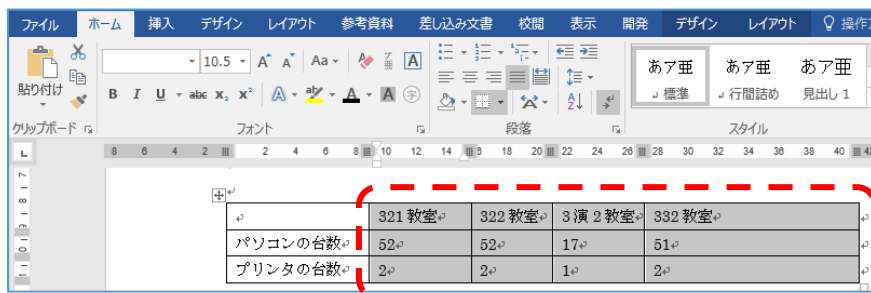 ファイル ホーム 挿入 デザイン レイアウト 参考資料 差し込み文書 校閲 表示 開発 デザイン レイアウト 操作
10.5 A A Aa A
貼り付け
B I U abc x₂ x² A aby A A 字
あア亜 あア亜 あア亜
標準 行間詰め 見出し 1
クリップボード フォント 段落 スタイル
L 8 6 4 2 2 4 6 8 10 12 14 18 20 22 24 26 28 30 32 34 36 38 40 42
321 教室 322 教室 3 演 2 教室 332 教室
パソコンの台数 52 52 17 51
プリンタの台数 2 2 1 2